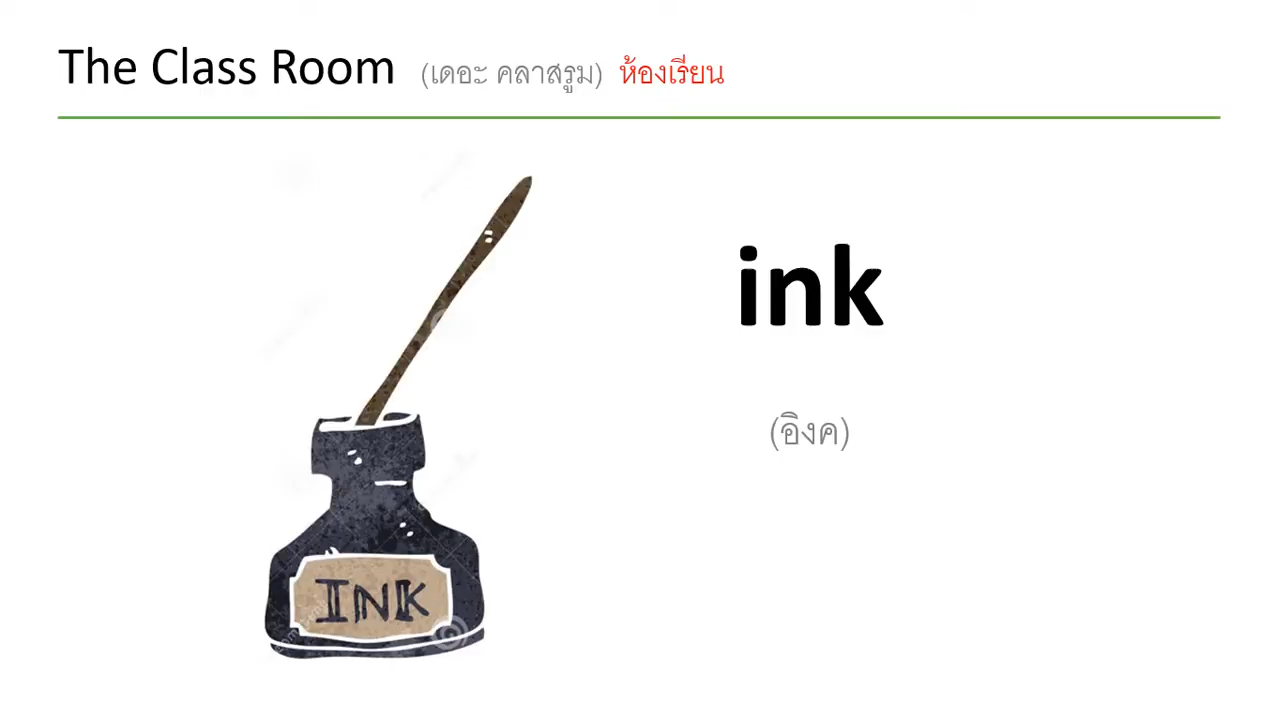 The Class Room (เดอะ คลาสรูม) ห้องเรียน
ink
(อิงค)
INK